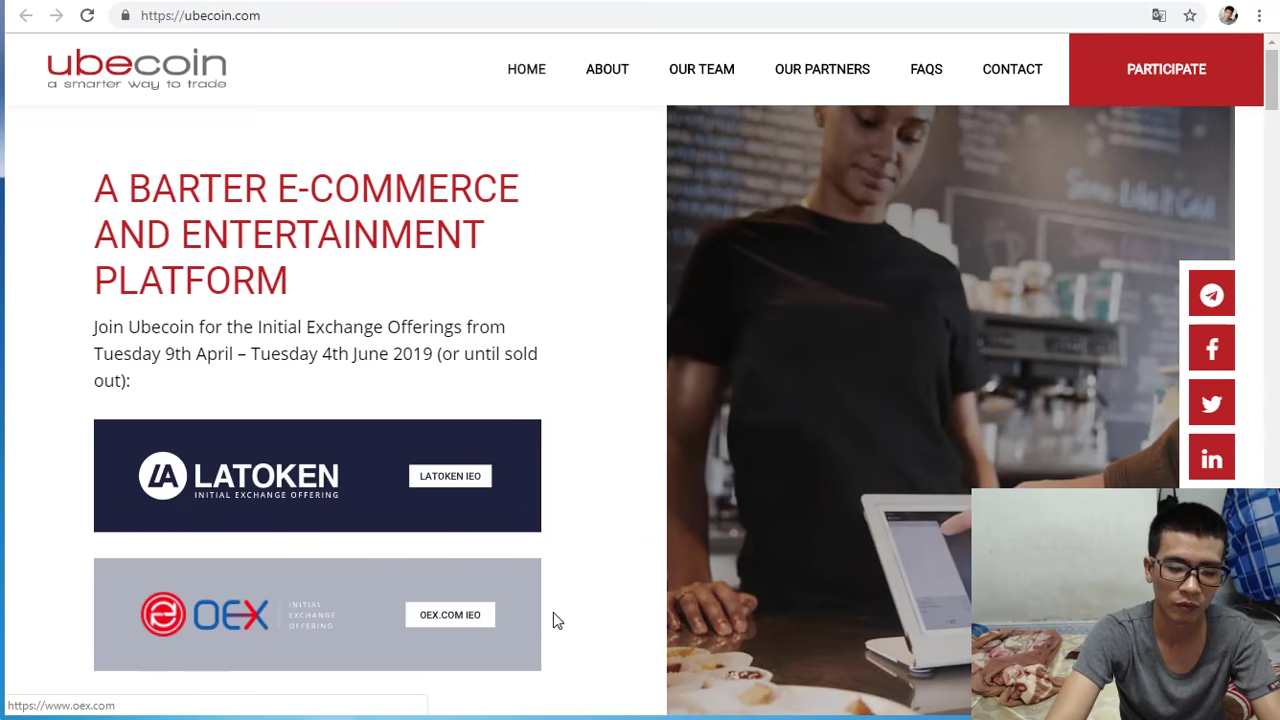 https://ubecoin.com
ubecoin
a smarter way to trade
HOME
ABOUT
OUR TEAM
OUR PARTNERS
FAQS
CONTACT
PARTICIPATE
A BARTER E-COMMERCE
AND ENTERTAINMENT
PLATFORM
Join Ubecoin for the Initial Exchange Offerings from
Tuesday 9th April – Tuesday 4th June 2019 (or until sold
out):
LATOKEN
INITIAL EXCHANGE OFFERING
LATOKEN IEO
OEX
INITIAL
EXCHANGE
OFFERING
OEX.COM IEO
https://www.oex.com